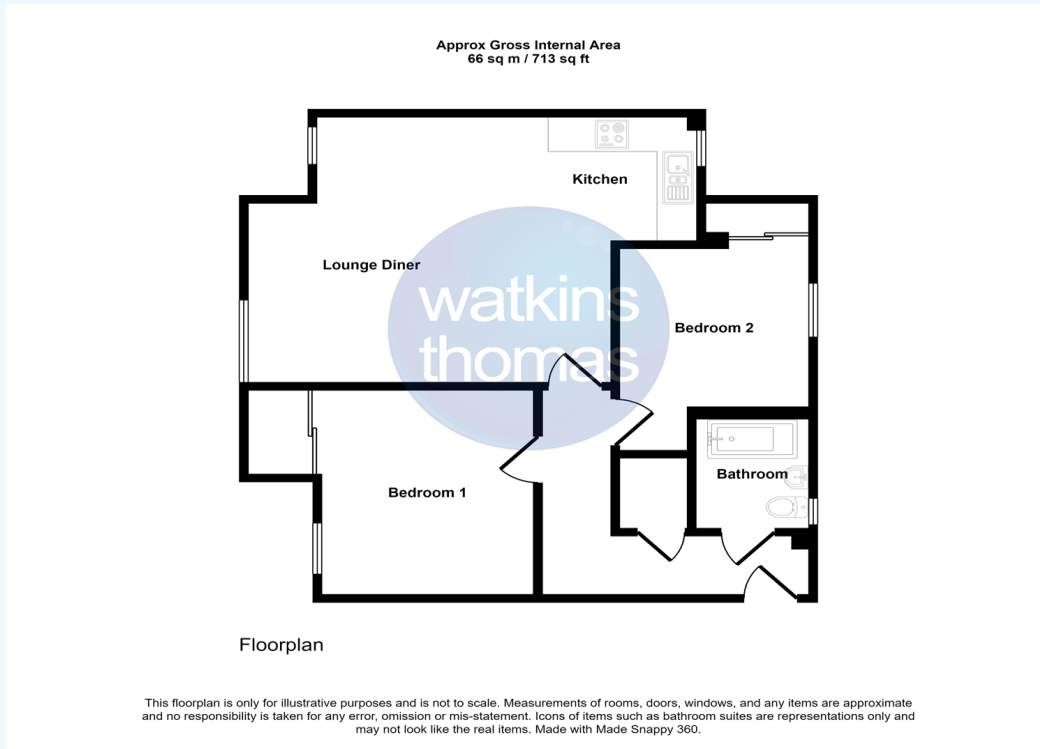 Approx Gross Internal Area
66 sq m / 713 sq ft
Kitchen
Lounge Diner
watkins
thomas
Bedroom 2
Bathroom
Bedroom 1
Floorplan
This floorplan is only for illustrative purposes and is not to scale. Measurements of rooms, doors, windows, and any items are approximate
and no responsibility is taken for any error, omission or mis-statement. Icons of items such as bathroom suites are representations only and
may not look like the real items. Made with Made Snappy 360.